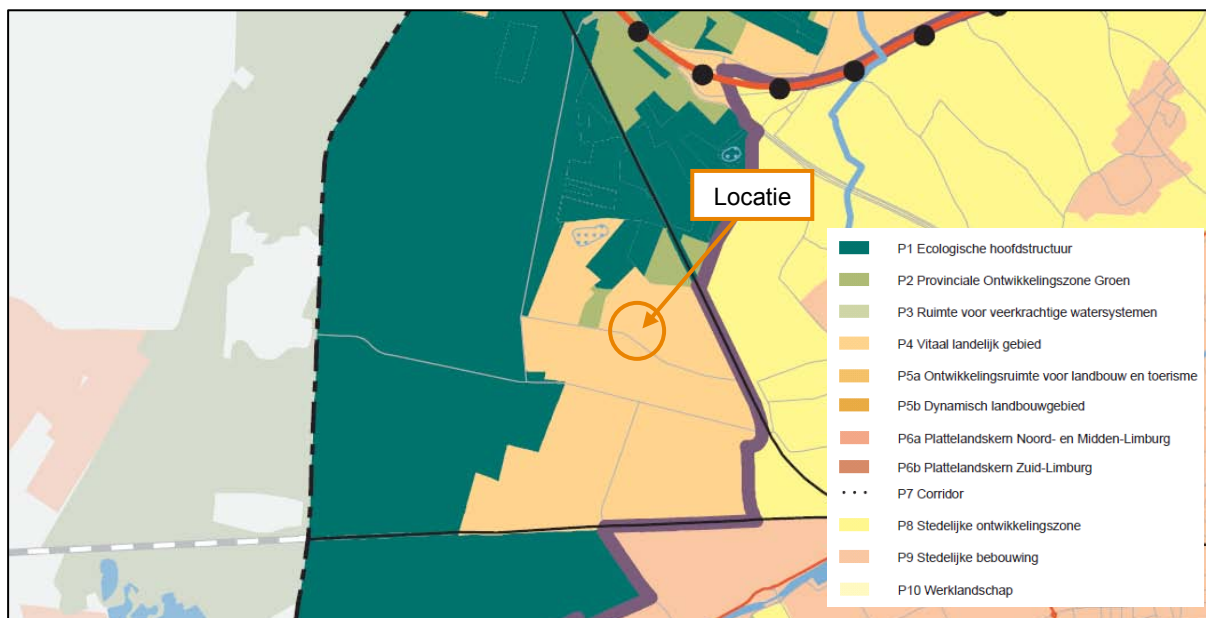 Locatie
P1 Ecologische hoofdstructuur
P2 Provinciale Ontwikkelingszone Groen
P3 Ruimte voor veerkrachtige watersystemen
P4 Vitaal landelijk gebied
P5a Ontwikkelingsruimte voor landbouw en toerisme
P5b Dynamisch landbouwgebied
P6a Plattelandskern Noord- en Midden-Limburg
P6b Plattelandskern Zuid-Limburg
P7 Corridor
P8 Stedelijke ontwikkelingszone
P9 Stedelijke bebouwing
P10 Werklandschap